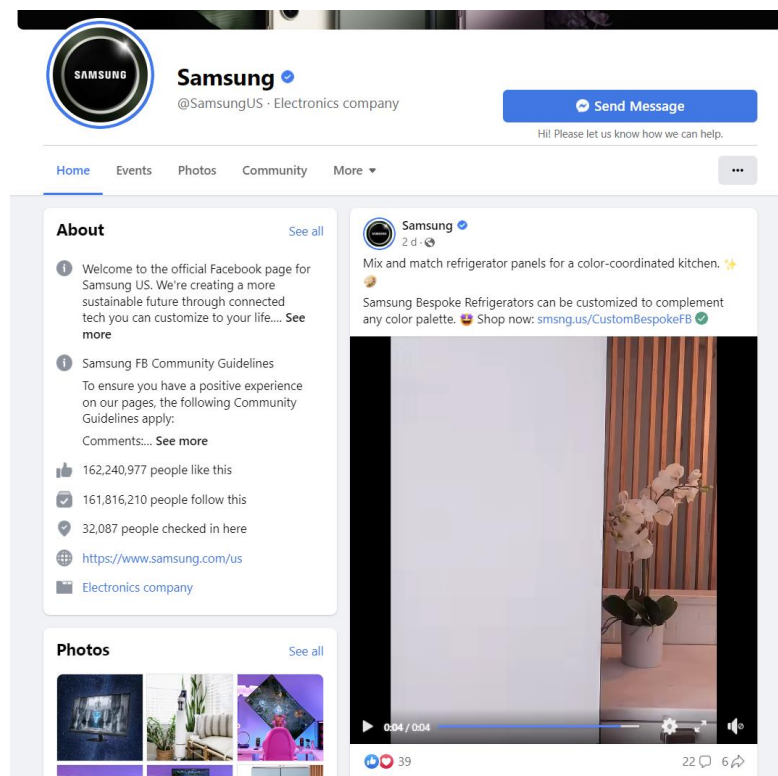 SAMSUNG
Samsung
@SamsungUS · Electronics company
Send Message
Hi! Please let us know how we can help.
Home Events Photos Community More
About See all
Welcome to the official Facebook page for
Samsung US. We're creating a more
sustainable future through connected
tech you can customize to your life.... See
more
Samsung FB Community Guidelines
To ensure you have a positive experience
on our pages, the following Community
Guidelines apply:
Comments:... See more
162,240,977 people like this
161,816,210 people follow this
32,087 people checked in here
https://www.samsung.com/us
Electronics company
Photos See all
Samsung
2 d ·
Mix and match refrigerator panels for a color-coordinated kitchen. ✨
Samsung Bespoke Refrigerators can be customized to complement
any color palette. 🤩 Shop now: smsng.us/CustomBespokeFB
0:04 / 0:04
39 22 6